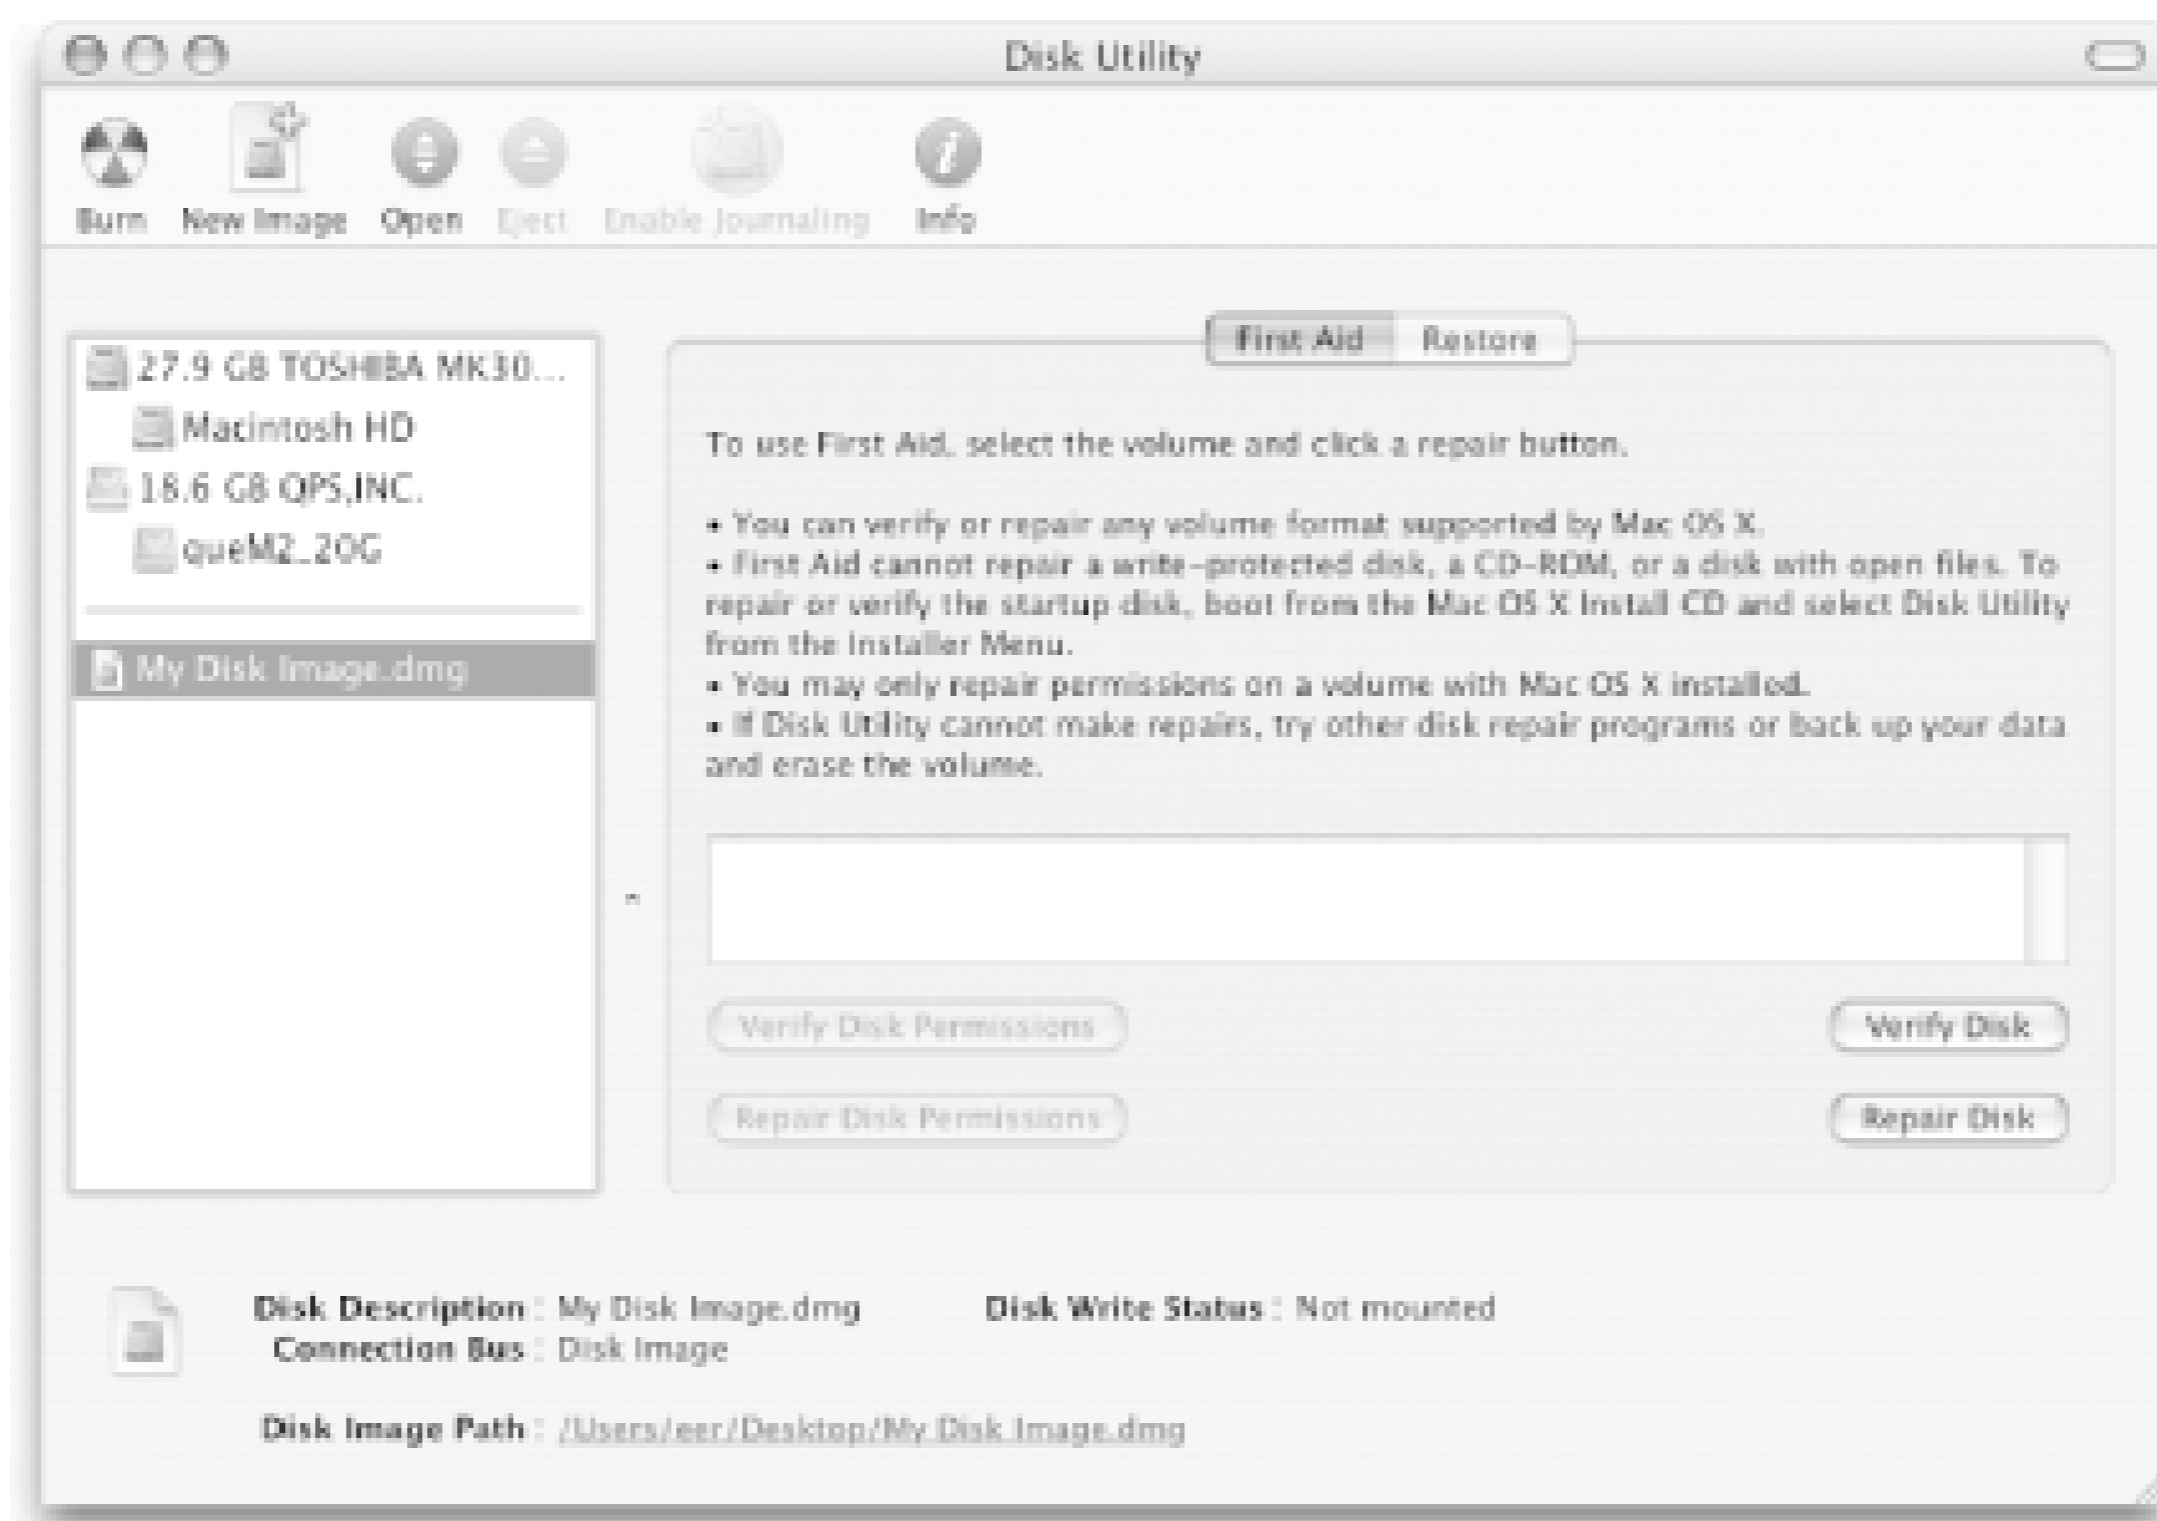 Disk Utility
Burn New Image Open Eject Enable Journaling Info
First Aid Restore
27.9 GB TOSHIBA MK30...
Macintosh HD
18.6 GB QPS,INC.
queM2_20G
My Disk Image.dmg
To use First Aid, select the volume and click a repair button.
• You can verify or repair any volume format supported by Mac OS X.
• First Aid cannot repair a write-protected disk, a CD-ROM, or a disk with open files. To
repair or verify the startup disk, boot from the Mac OS X Install CD and select Disk Utility
from the Installer Menu.
• You may only repair permissions on a volume with Mac OS X installed.
• If Disk Utility cannot make repairs, try other disk repair programs or back up your data
and erase the volume.
Verify Disk Permissions Verify Disk
Repair Disk Permissions Repair Disk
Disk Description : My Disk Image.dmg Disk Write Status : Not mounted
Connection Bus : Disk Image
Disk Image Path : /Users/eer/Desktop/My Disk Image.dmg